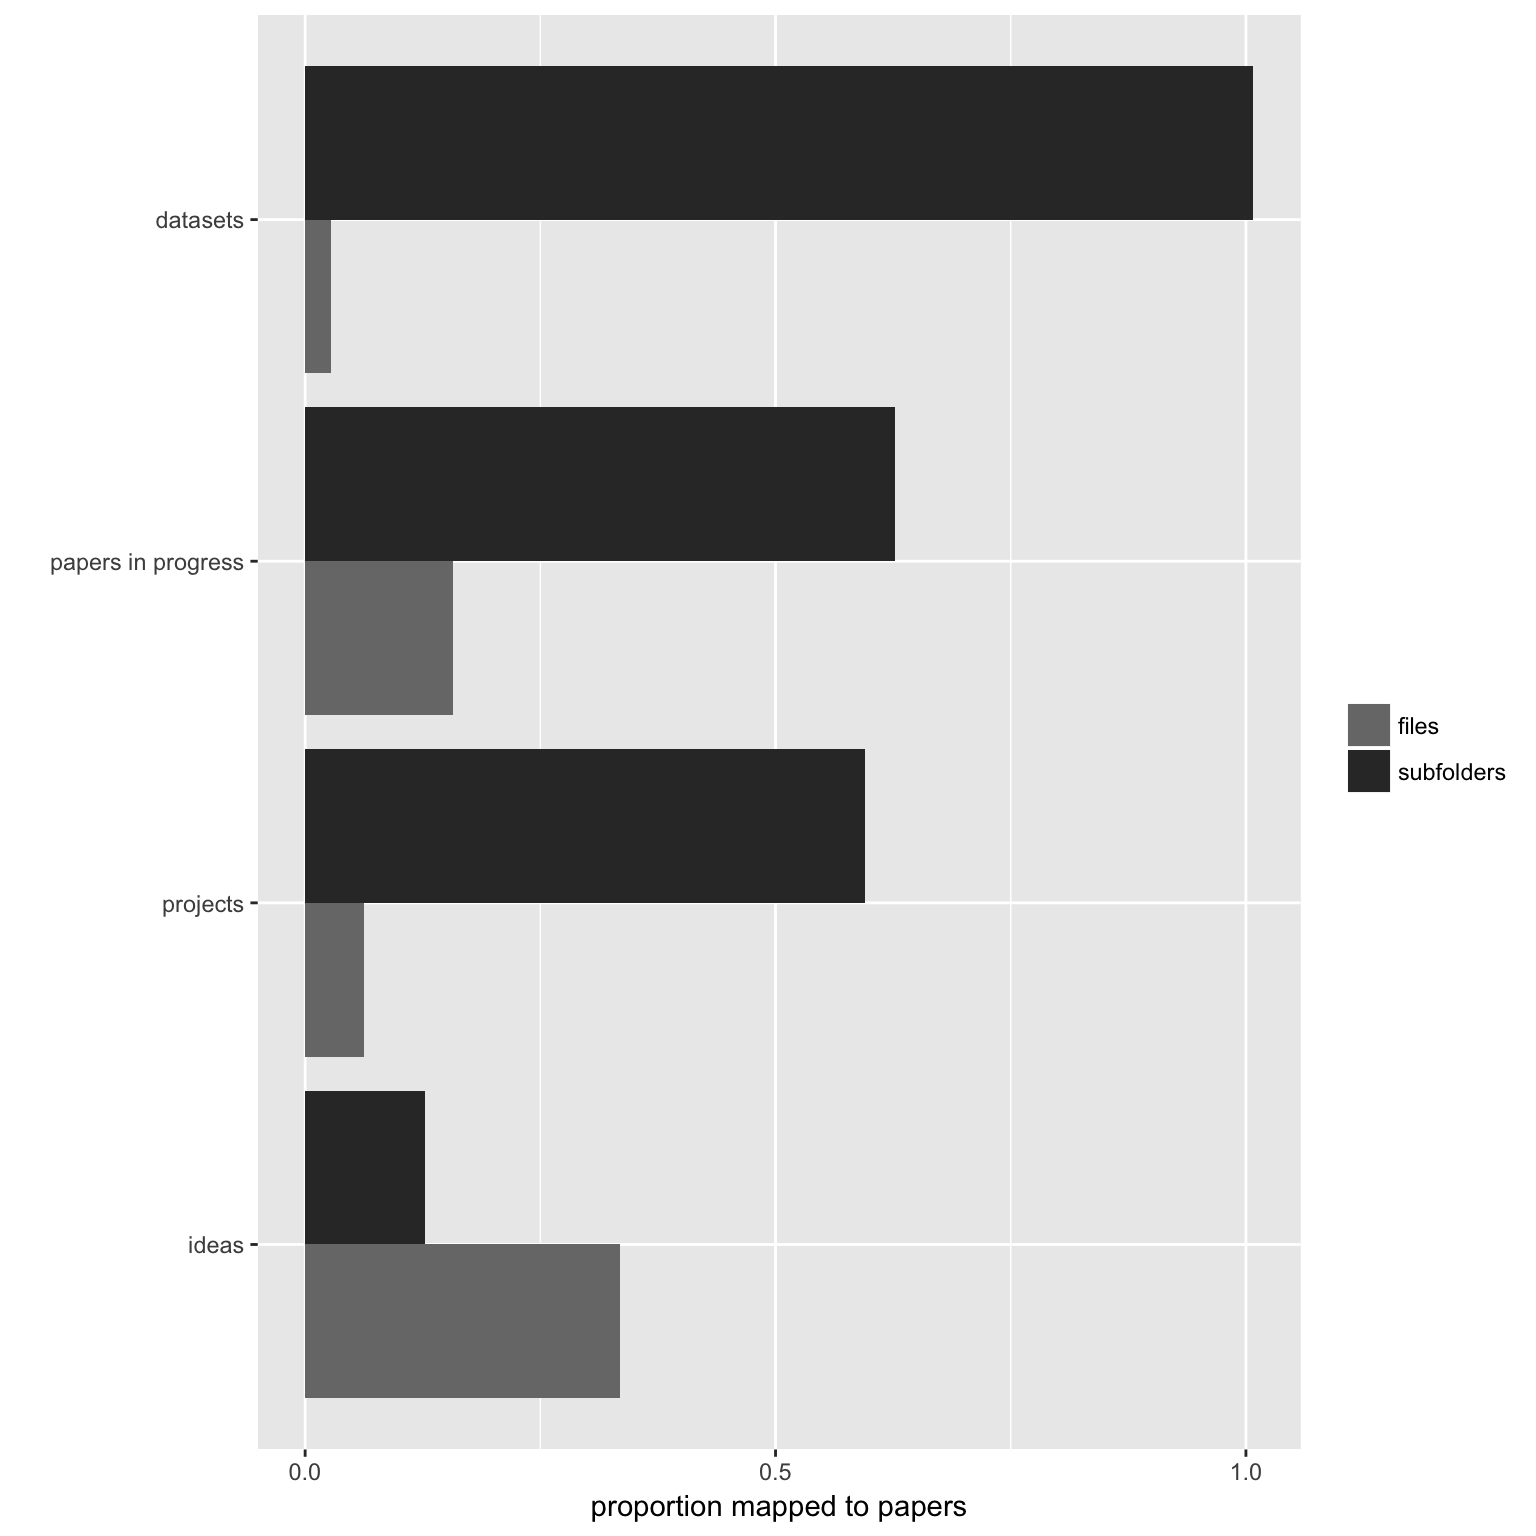 datasets
papers in progress
projects
ideas
files
subfolders
0.0
0.5
1.0
proportion mapped to papers